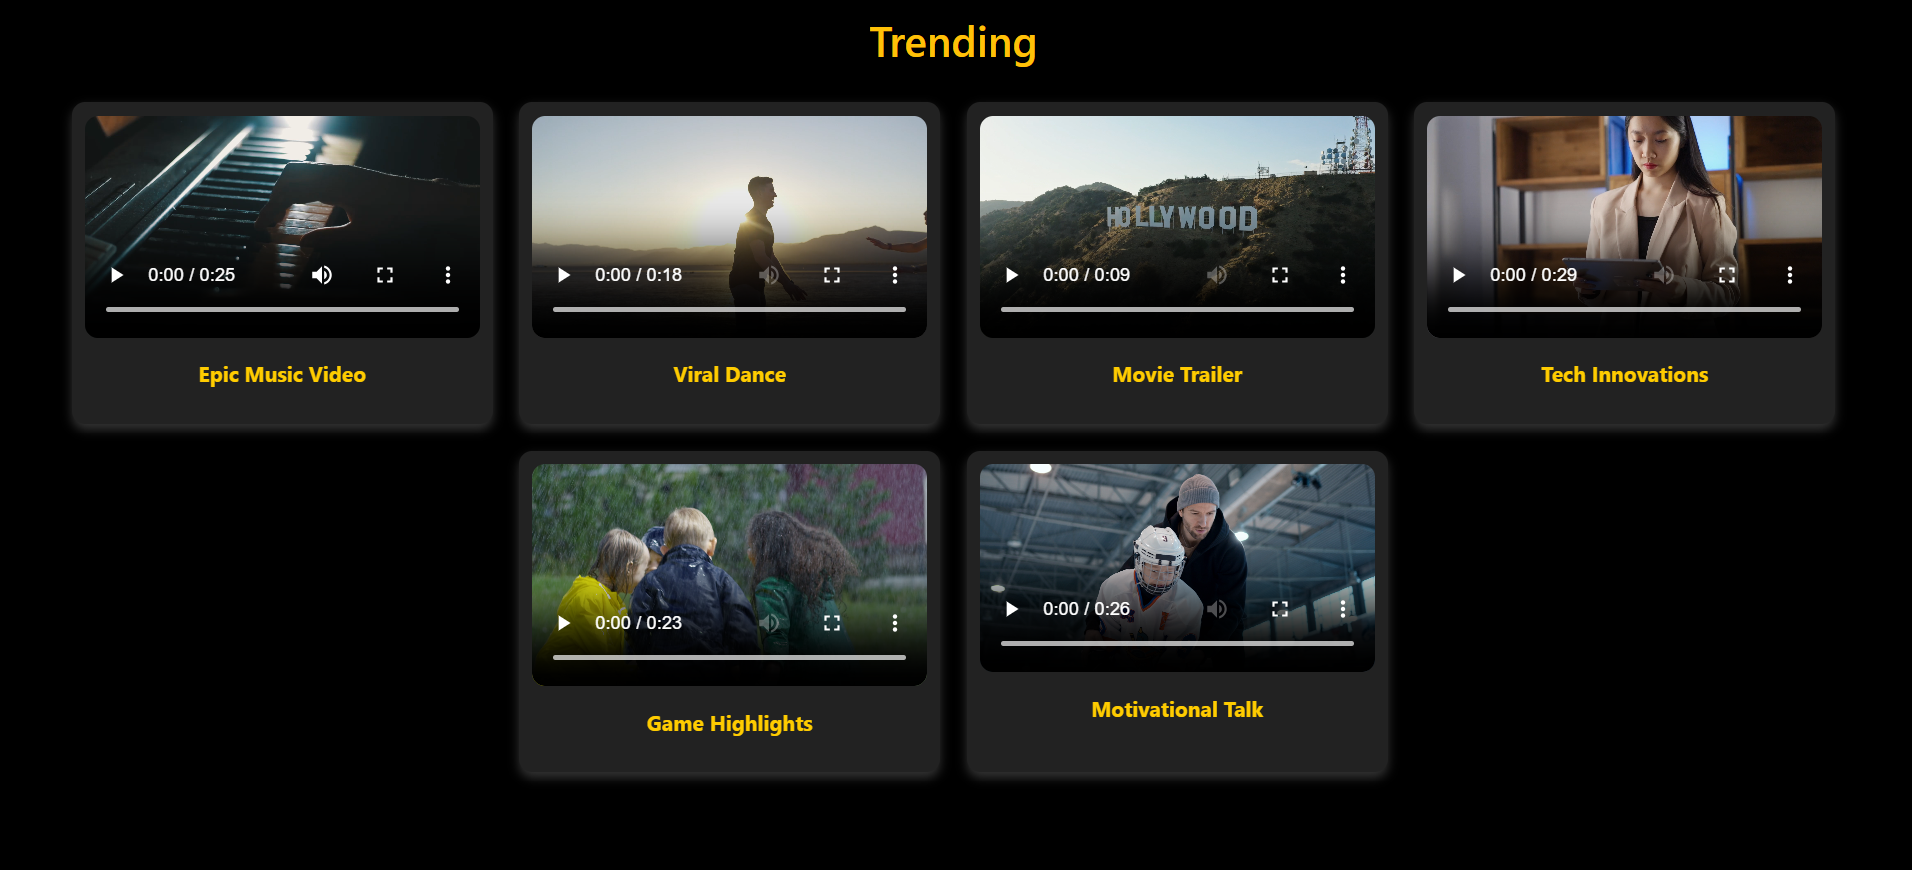 Trending
HOLLYWOOD
0:00 / 0:25
0:00 / 0:18
0:00 / 0:09
0:00 / 0:29
Epic Music Video
Viral Dance
Movie Trailer
Tech Innovations
3
0:00 / 0:23
0:00 / 0:26
Game Highlights
Motivational Talk